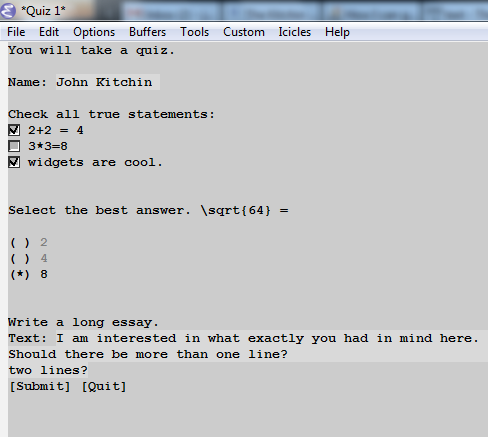 *Quiz 1*
File Edit Options Buffers Tools Custom Icicles Help
You will take a quiz.
Name: John Kitchin
Check all true statements:
2+2 = 4
3*3=8
widgets are cool.
Select the best answer. \sqrt{64} =
( ) 2
( ) 4
(*) 8
Write a long essay.
Text: I am interested in what exactly you had in mind here.
Should there be more than one line?
two lines?
[Submit] [Quit]